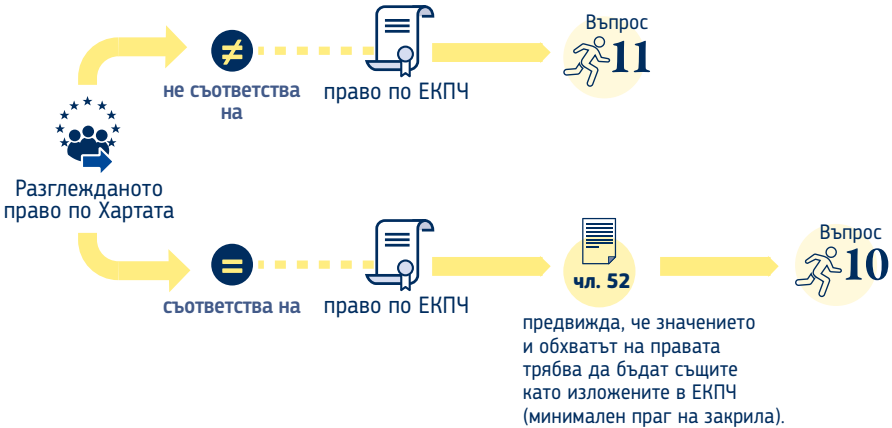 Въпрос
11
≠
не съответства
на
право по ЕКПЧ
Разглежданото
право по Хартата
=
съответства на
право по ЕКПЧ
чл. 52
Въпрос
10
предвижда, че значението
и обхватът на правата
трябва да бъдат същите
като изложените в ЕКПЧ
(минимален праг на закрила).